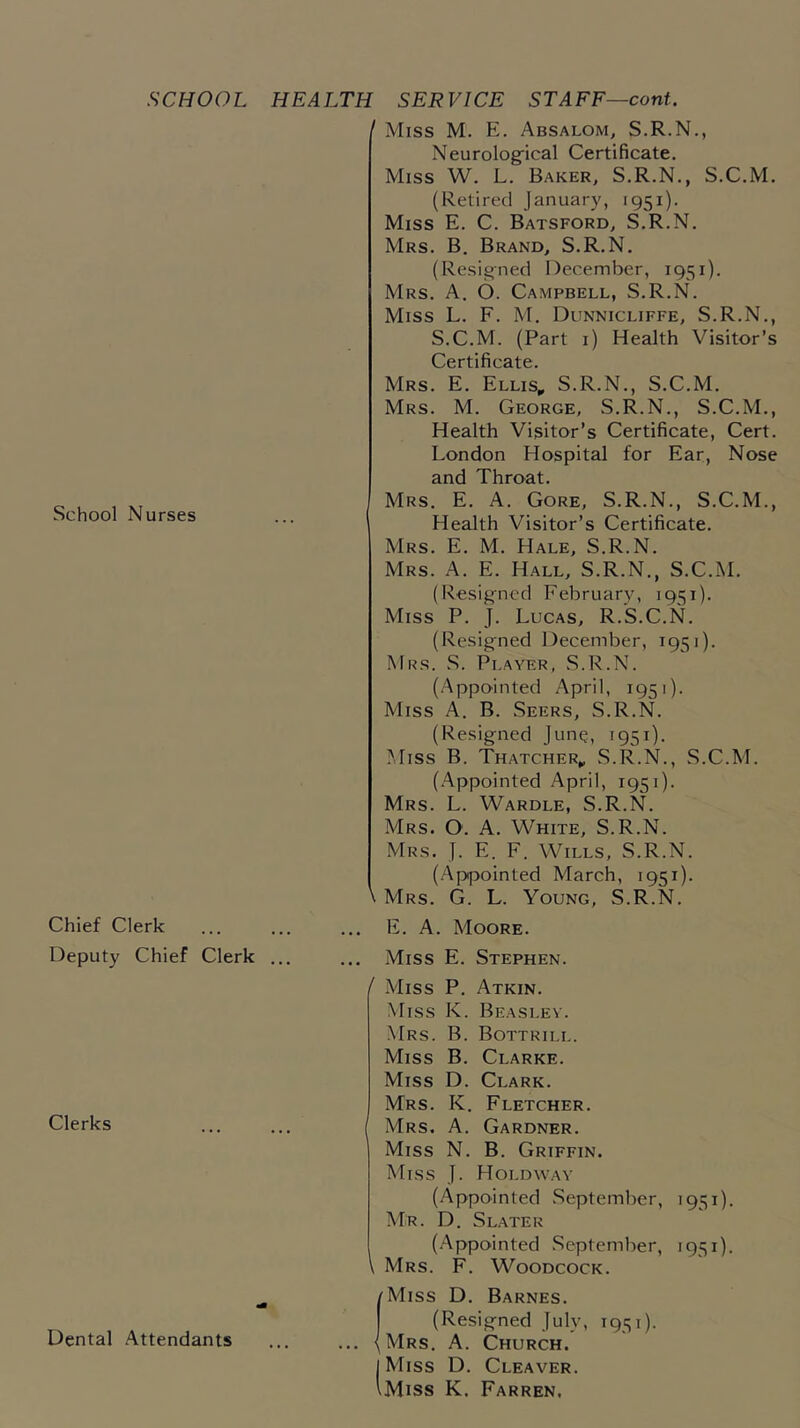 SCHOOL HEALTH SERVICE STAFF—cont.
Miss M. E. Absalom, S.R.N.,
Neurological Certificate.
Miss W. L. Baker, S.R.N., S.C.M.
(Retired January, 1951).
Miss E. C. Batsford, S.R.N.
Mrs. B. Brand, S.R.N.
(Resigned December, 1951).
Mrs. A. O. Campbell, S.R.N.
Miss L. F. M. Dunnicliffe, S.R.N.,
S.C.M. (Part 1) Health Visitor's
Certificate.
Mrs. E. Ellis, S.R.N., S.C.M.
Mrs. M. George, S.R.N., S.C.M.,
Health Visitor's Certificate, Cert.
London Hospital for Ear, Nose
and Throat.
School Nurses ... Mrs. E. A. Gore, S.R.N., S.C.M.,
Health Visitor's Certificate.
Mrs. E. M. Hale, S.R.N.
Mrs. A. E. Hall, S.R.N., S.C.M.
(Resigned February, 1951).
Miss P. J. Lucas, R.S.C.N.
(Resigned December, 1951).
Mrs. S. Player, S.R.N.
(Appointed April, 1951).
Miss A. B. Seers, S.R.N.
(Resigned June, 1951).
Miss B. Thatcher, S.R.N., S.C.M.
(Appointed April, 1951).
Mrs. L. Wardle, S.R.N.
Mrs. O. A. White, S.R.N.
Mrs. J. E. F. Wills, S.R.N.
(Appointed March, 1951).
Mrs. G. L. Young, S.R.N.
Chief Clerk ... ... ... E. A. Moore.
Deputy Chief Clerk ... ... Miss E. Stephen.
Miss P. Atkin.
Miss K. Beasley.
Mrs. B. Bottrill.
Miss B. Clarke.
Miss D. Clark.
Mrs. K. Fletcher.
Clerks ... ... Mrs. A. Gardner.
Miss N. B. Griffin.
Miss J. Holdway
(Appointed September, 1951).
Mr. D. Slater
(Appointed September, 1951).
Mrs. F. Woodcock.
Miss D. Barnes.
(Resigned July, 1951).
Dental Attendants ... ... Mrs. A. Church.
Miss D. Cleaver.
Miss K. Farren.